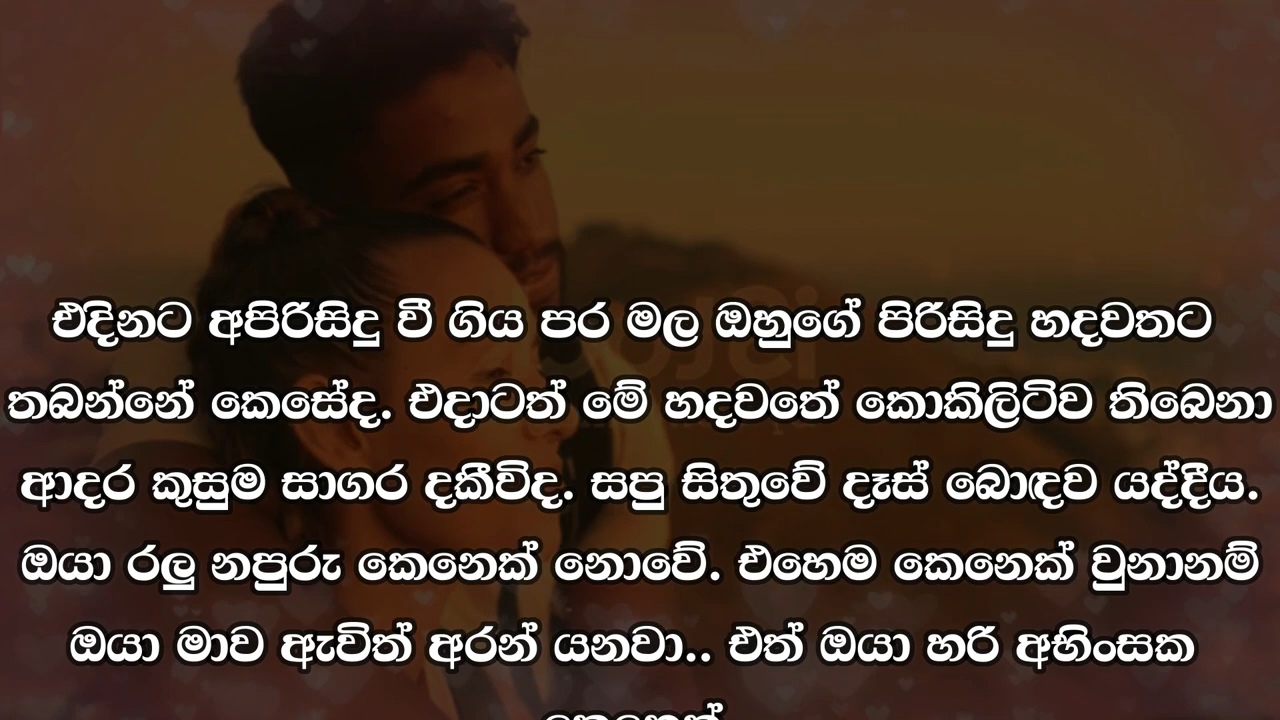 එදිනට අපිරිසිදු වී ගිය පර මල ඔහුගේ පිරිසිදු හදවතට
තබන්නේ කෙසේද. එදාටත් මේ හදවතේ කොකිලිටිව තිබෙනා
ආදර කුසුම සාගර දකීවිද. සපු සිතුවේ දෑස් බොඳව යද්දීය.
ඔයා රලු නපුරු කෙනෙක් නොවේ. එහෙම කෙනෙක් වුනානම්
ඔයා මාව ඇවිත් අරන් යනවා.. එත් ඔයා හරි අහිංසක